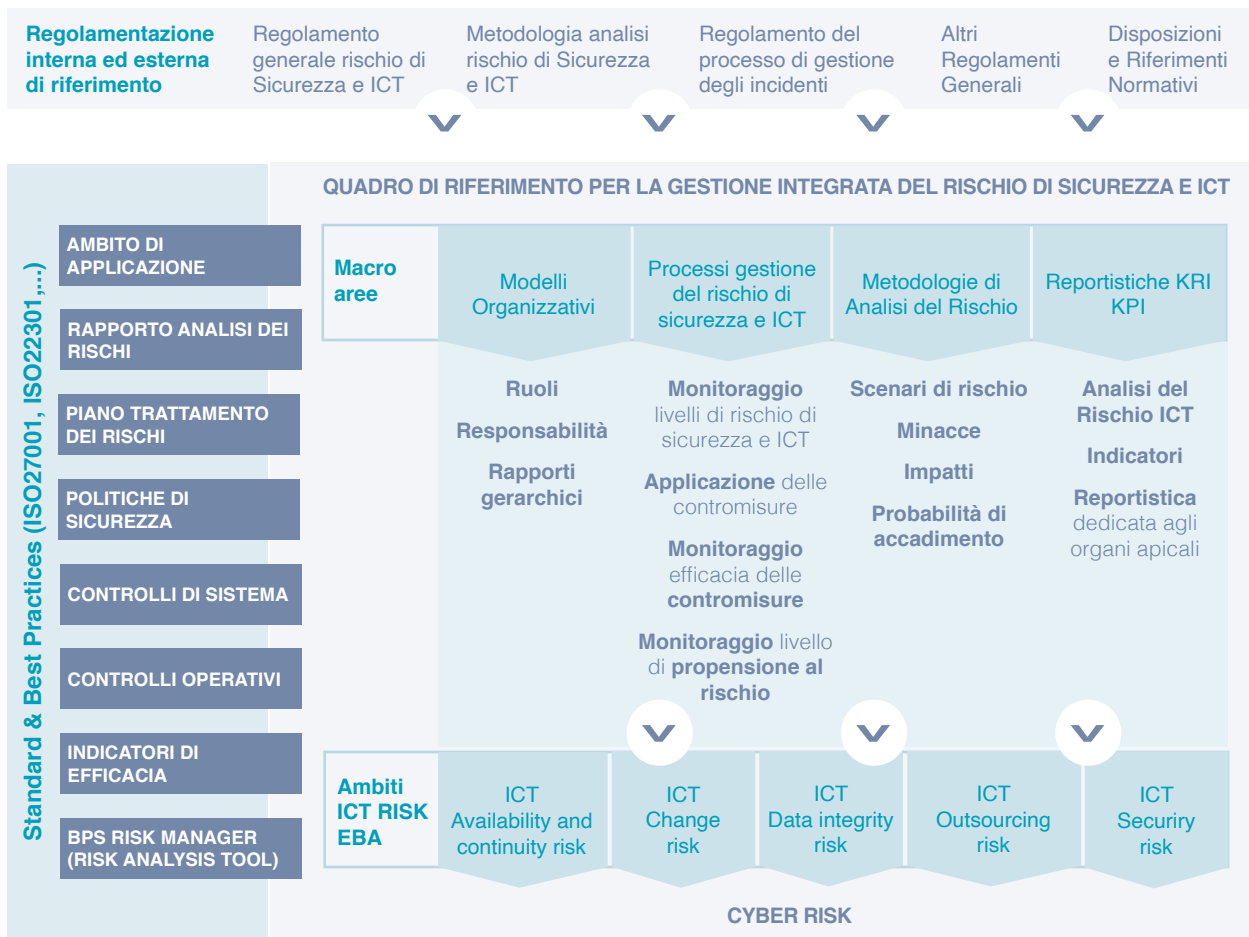 Regolamentazione
interna ed esterna
di riferimento
Regolamento
generale rischio di
Sicurezza e ICT
Metodologia analisi
rischio di Sicurezza
e ICT
Regolamento del
processo di gestione
degli incidenti
Altri
Regolamenti
Generali
Disposizioni
e Riferimenti
Normativi
Standard & Best Practices (ISO27001, ISO22301,...)
AMBITO DI
APPLICAZIONE
RAPPORTO ANALISI DEI
RISCHI
PIANO TRATTAMENTO
DEI RISCHI
POLITICHE DI
SICUREZZA
CONTROLLI DI SISTEMA
CONTROLLI OPERATIVI
INDICATORI DI
EFFICACIA
BPS RISK MANAGER
(RISK ANALYSIS TOOL)
QUADRO DI RIFERIMENTO PER LA GESTIONE INTEGRATA DEL RISCHIO DI SICUREZZA E ICT
Macro
aree
Modelli
Organizzativi
Processi gestione
del rischio di
sicurezza e ICT
Metodologie di
Analisi del Rischio
Reportistiche KRI
KPI
Ruoli
Responsabilità
Rapporti
gerarchici
Monitoraggio
livelli di rischio di
sicurezza e ICT
Applicazione delle
contromisure
Monitoraggio
efficacia delle
contromisure
Monitoraggio livello
di propensione al
rischio
Scenari di rischio
Minacce
Impatti
Probabilità di
accadimento
Analisi del
Rischio ICT
Indicatori
Reportistica
dedicata agli
organi apicali
Ambiti
ICT RISK
EBA
ICT
Availability and
continuity risk
ICT
Change
risk
ICT
Data integrity
risk
ICT
Outsourcing
risk
ICT
Securiry
risk
CYBER RISK